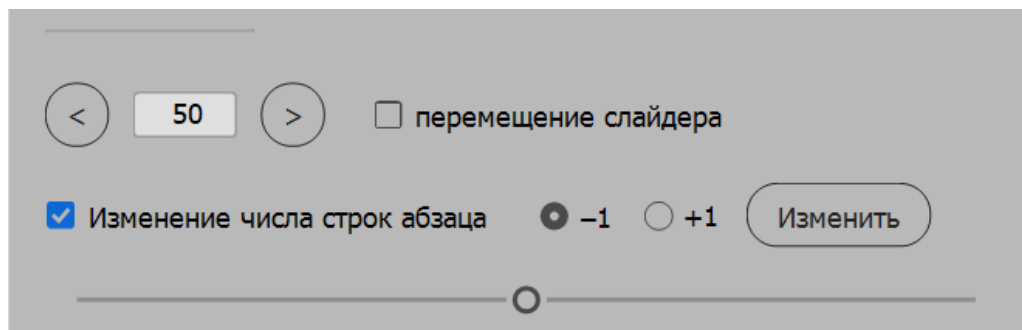 < 50 > перемещение слайдера
Изменение числа строк абзаца –1 +1 Изменить